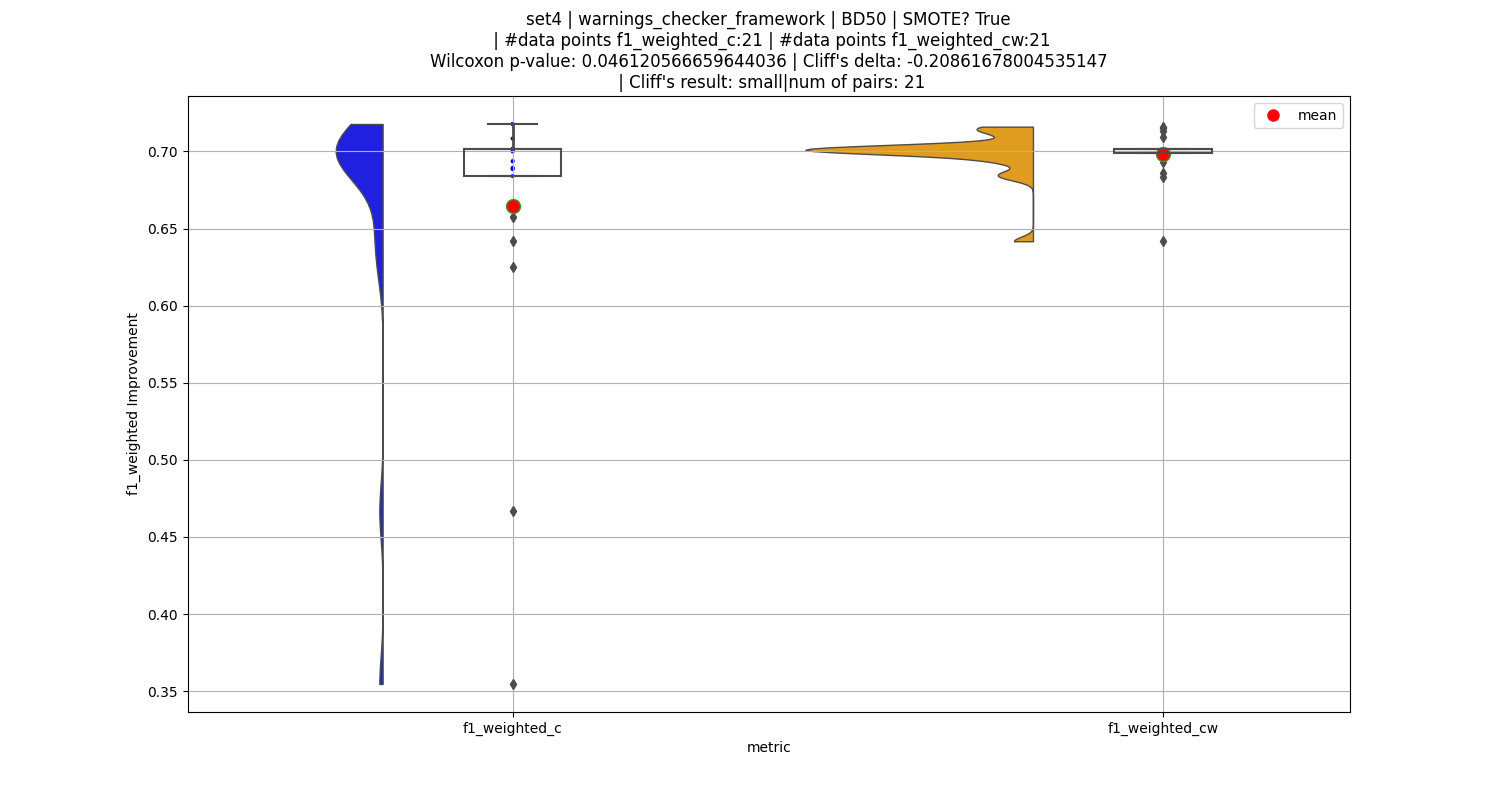 set4 | warnings_checker_framework | BD50 | SMOTE? True
| #data points f1_weighted_c:21 | #data points f1_weighted_cw:21
Wilcoxon p-value: 0.046120566659644036 | Cliff's delta: -0.20861678004535147
| Cliff's result: small|num of pairs: 21
mean
0.70
0.65
0.60
0.55
0.50
0.45
0.40
0.35
f1_weighted Improvement
f1_weighted_c
f1_weighted_cw
metric